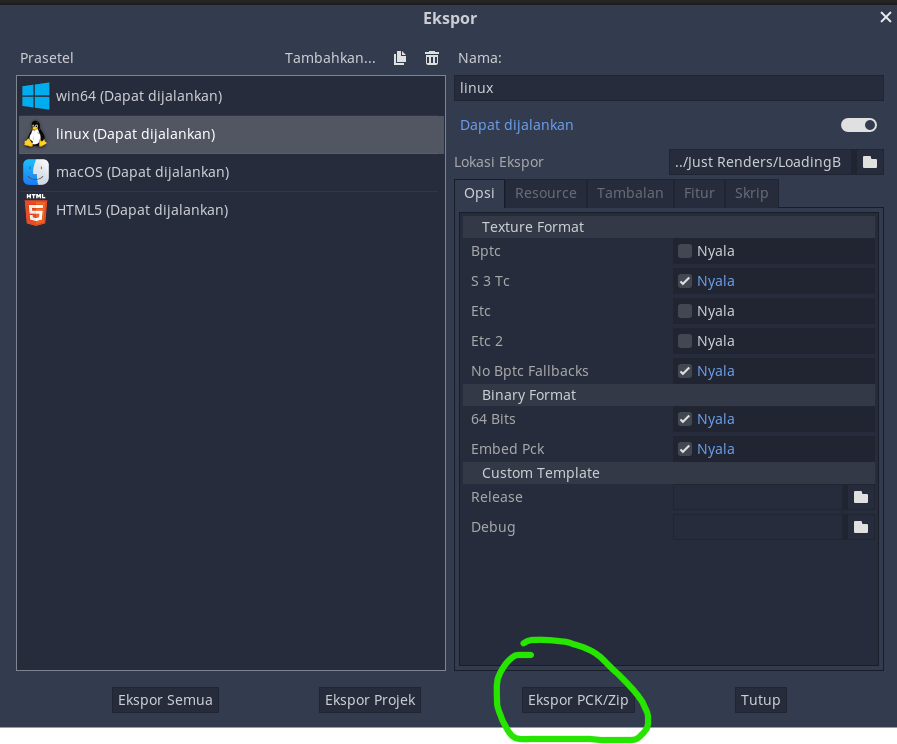 Ekspor
Prasetel
Tambahkan...
win64 (Dapat dijalankan)
linux (Dapat dijalankan)
macOS (Dapat dijalankan)
HTML
5
HTML5 (Dapat dijalankan)
Nama:
linux
Dapat dijalankan
Lokasi Ekspor ../Just Renders/LoadingB
Opsi Resource Tambalan Fitur Skrip
Texture Format
Bptc Nyala
S 3 Tc Nyala
Etc Nyala
Etc 2 Nyala
No Bptc Fallbacks Nyala
Binary Format
64 Bits Nyala
Embed Pck Nyala
Custom Template
Release
Debug
Ekspor Semua Ekspor Projek Ekspor PCK/Zip Tutup